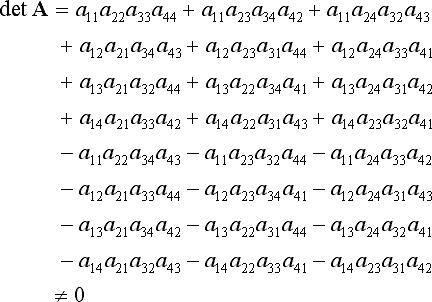 det A = a₁₁a₂₂a₃₃a₄₄ + a₁₁a₂₃a₃₄a₄₂ + a₁₁a₂₄a₃₂a₄₃
+ a₁₂a₂₁a₃₄a₄₃ + a₁₂a₂₃a₃₁a₄₄ + a₁₂a₂₄a₃₃a₄₁
+ a₁₃a₂₁a₃₂a₄₄ + a₁₃a₂₂a₃₄a₄₁ + a₁₃a₂₄a₃₁a₄₂
+ a₁₄a₂₁a₃₃a₄₂ + a₁₄a₂₂a₃₁a₄₃ + a₁₄a₂₃a₃₂a₄₁
− a₁₁a₂₂a₃₄a₄₃ − a₁₁a₂₃a₃₂a₄₄ − a₁₁a₂₄a₃₃a₄₂
− a₁₂a₂₁a₃₃a₄₄ − a₁₂a₂₃a₃₄a₄₁ − a₁₂a₂₄a₃₁a₄₃
− a₁₃a₂₁a₃₄a₄₂ − a₁₃a₂₂a₃₁a₄₄ − a₁₃a₂₄a₃₂a₄₁
− a₁₄a₂₁a₃₂a₄₃ − a₁₄a₂₂a₃₃a₄₁ − a₁₄a₂₃a₃₁a₄₂
≠ 0